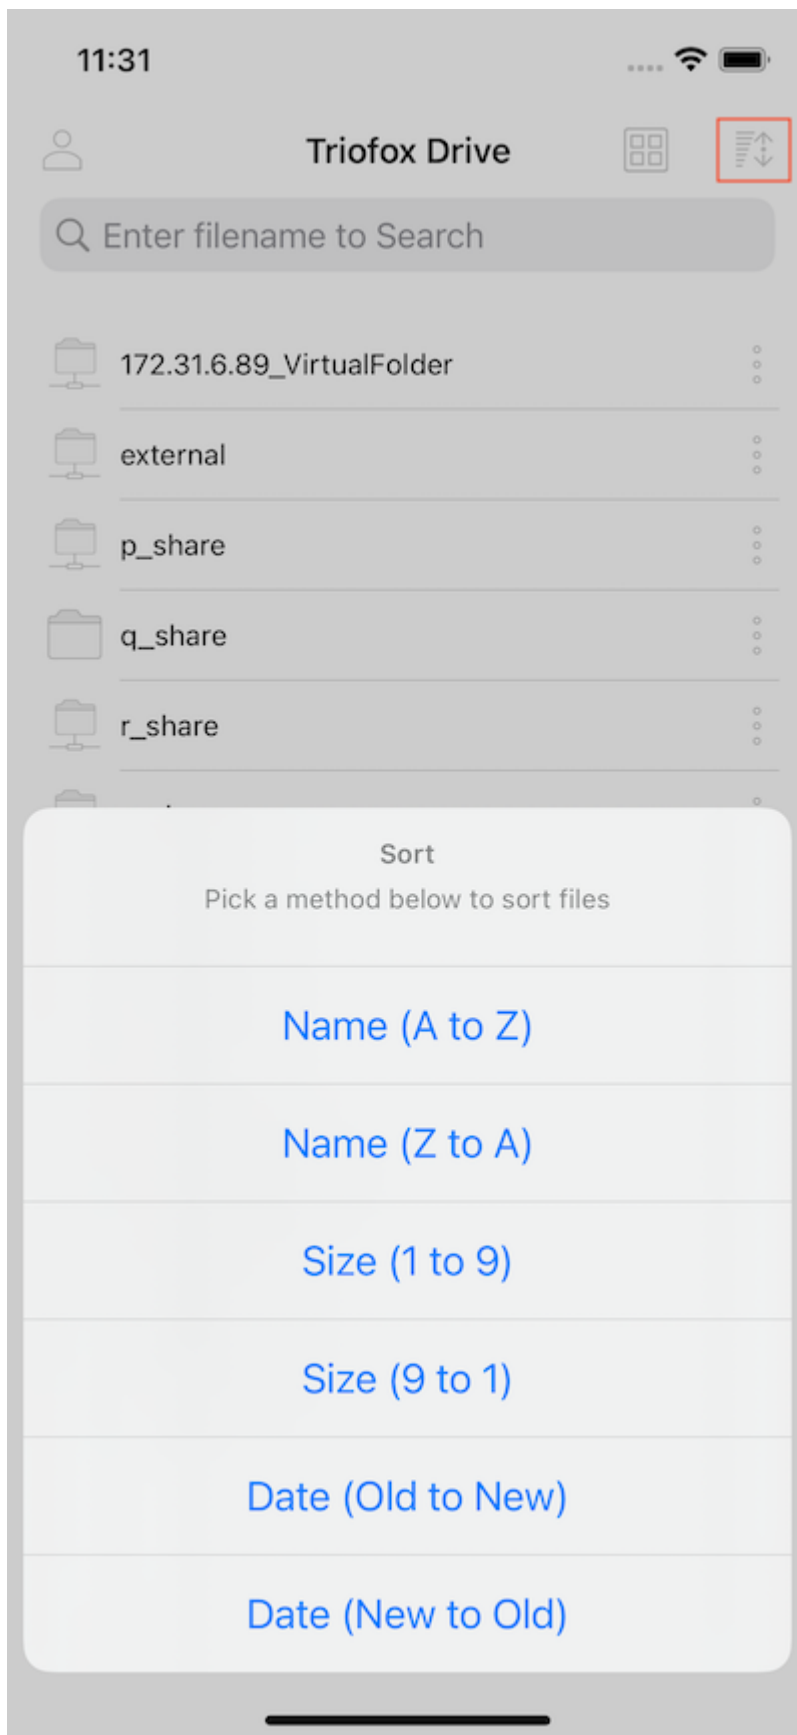 11:31
Triofox Drive
Enter filename to Search
172.31.6.89_VirtualFolder
external
p_share
q_share
r_share
Sort
Pick a method below to sort files
Name (A to Z)
Name (Z to A)
Size (1 to 9)
Size (9 to 1)
Date (Old to New)
Date (New to Old)